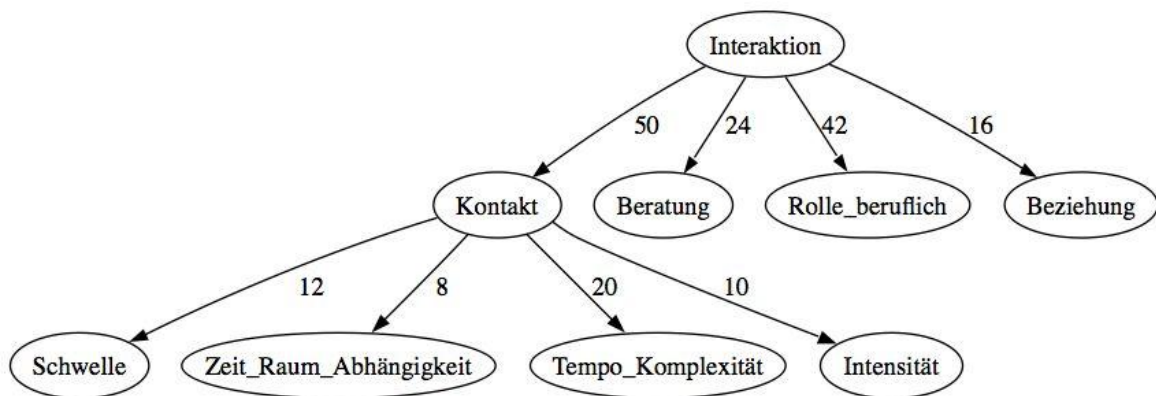 Interaktion
50
24
42
16
Kontakt
Beratung
Rolle_beruflich
Beziehung
12
8
20
10
Schwelle
Zeit_Raum_Abhängigkeit
Tempo_Komplexität
Intensität